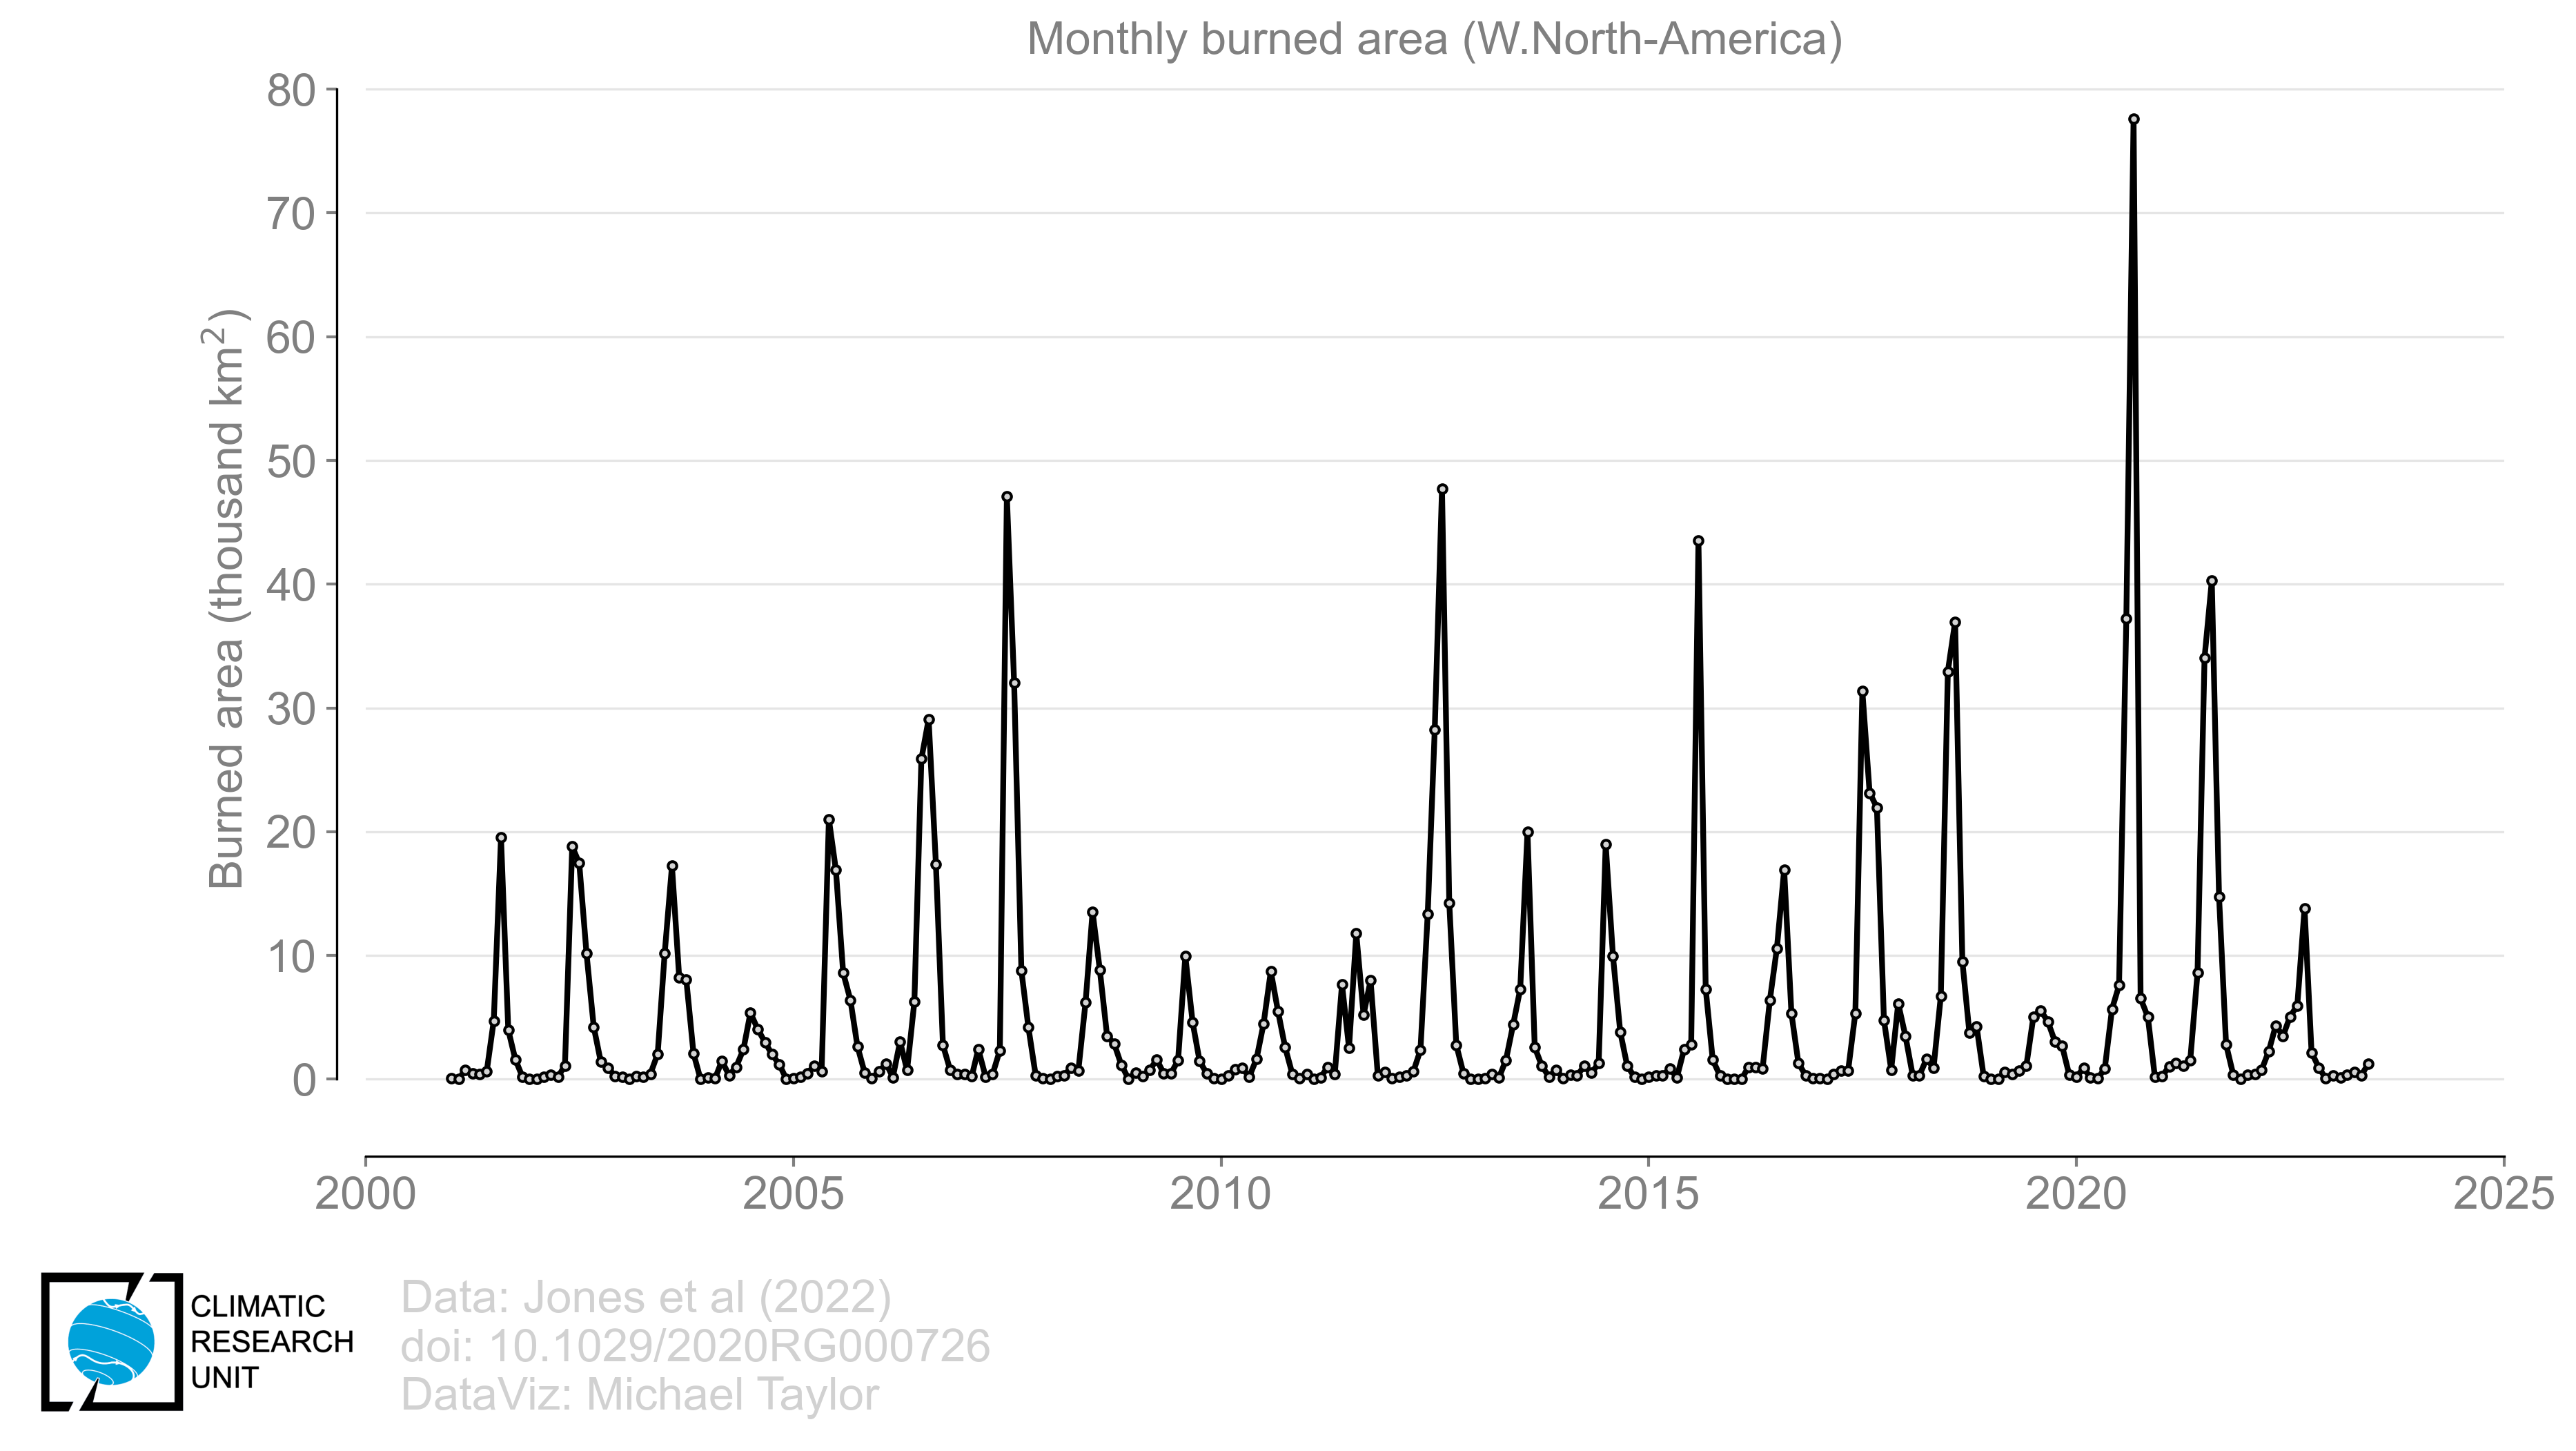 Monthly burned area (W.North-America)
Burned area (thousand km²)
80
70
60
50
40
30
20
10
0
2000 2005 2010 2015 2020 2025
CLIMATIC
RESEARCH
UNIT
Data: Jones et al (2022)
doi: 10.1029/2020RG000726
DataViz: Michael Taylor